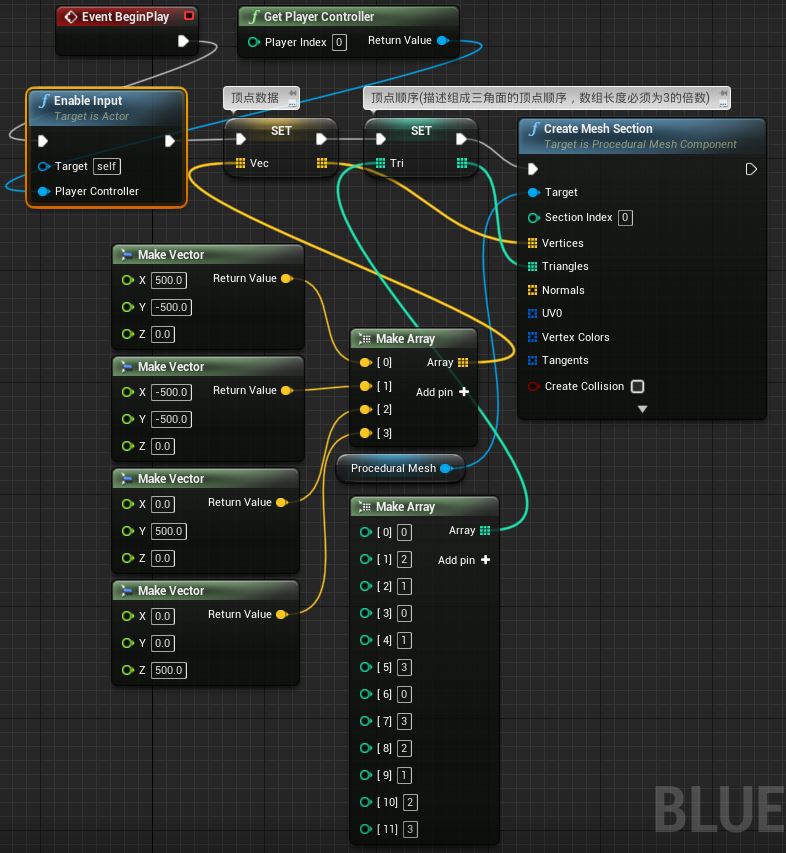 Event BeginPlay
Get Player Controller
Player Index 0
Return Value
Enable Input
Target is Actor
Target self
Player Controller
顶点数据
SET
Vec
顶点顺序(描述组成三角面的顶点顺序，数组长度必须为3的倍数)
SET
Tri
Create Mesh Section
Target is Procedural Mesh Component
Target
Section Index 0
Vertices
Triangles
Normals
UV0
Vertex Colors
Tangents
Create Collision
Make Vector
X 500.0 Return Value
Y -500.0
Z 0.0
Make Vector
X -500.0 Return Value
Y -500.0
Z 0.0
Make Vector
X 0.0 Return Value
Y 500.0
Z 0.0
Make Vector
X 0.0 Return Value
Y 0.0
Z 500.0
Make Array
[0] Array
[1] Add pin +
[2]
[3]
Procedural Mesh
Make Array
[0] 0 Array
[1] 2 Add pin +
[2] 1
[3] 0
[4] 1
[5] 3
[6] 0
[7] 3
[8] 2
[9] 1
[10] 2
[11] 3
BLUE